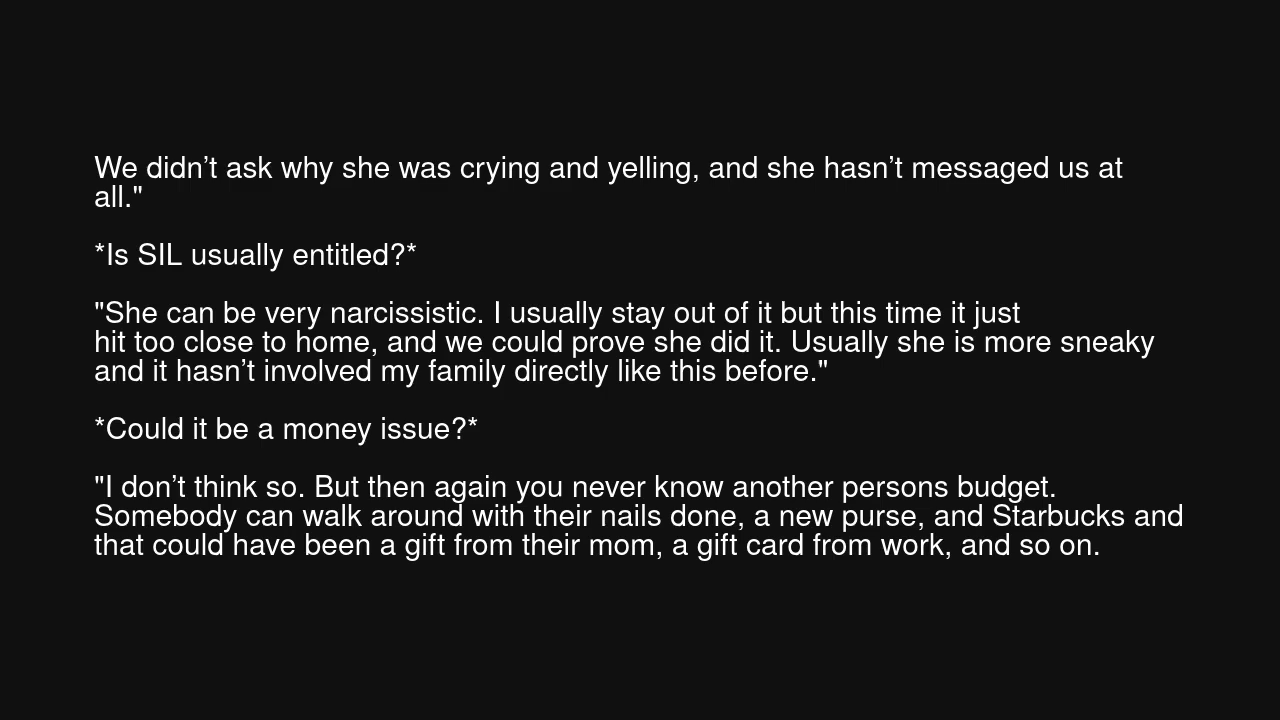 We didn’t ask why she was crying and yelling, and she hasn’t messaged us at
all."
*Is SIL usually entitled?*
"She can be very narcissistic. I usually stay out of it but this time it just
hit too close to home, and we could prove she did it. Usually she is more sneaky
and it hasn’t involved my family directly like this before."
*Could it be a money issue?*
"I don’t think so. But then again you never know another persons budget.
Somebody can walk around with their nails done, a new purse, and Starbucks and
that could have been a gift from their mom, a gift card from work, and so on.